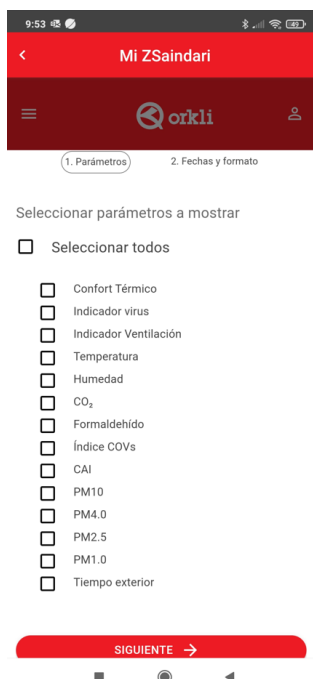 9:53
49
Mi ZSaindari
orkli
1. Parámetros
2. Fechas y formato
Seleccionar parámetros a mostrar
Seleccionar todos
Confort Térmico
Indicador virus
Indicador Ventilación
Temperatura
Humedad
CO₂
Formaldehído
Índice COVs
CAI
PM10
PM4.0
PM2.5
PM1.0
Tiempo exterior
SIGUIENTE →